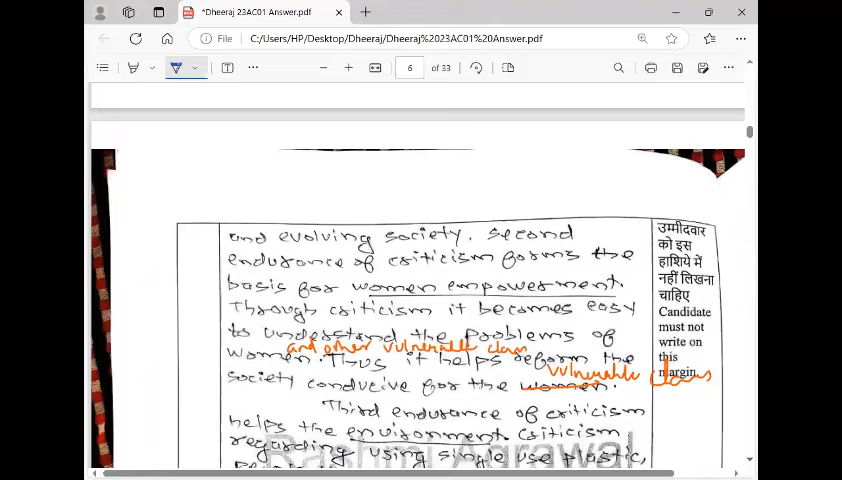 *Dheeraj 23AC01 Answer.pdf
File
C:/Users/HP/Desktop/Dheeraj/Dheeraj%2023AC01%20Answer.pdf
6 of 33
and evolving society. Second
endurance of criticism forms the
basis for women empowerment.
Through criticism it becomes easy
to understand the problems of
and other vulnerable class
women. Thus it helps reform the
vulnerable class
society conducive for the women.
Third endurance of criticism
helps the environment. Criticism
regarding using single use plastic,
उम्मीदवार
को इस
हाशिये में
नहीं लिखना
चाहिए
Candidate
must not
write on
this
margin.
Rashmi Agrawal